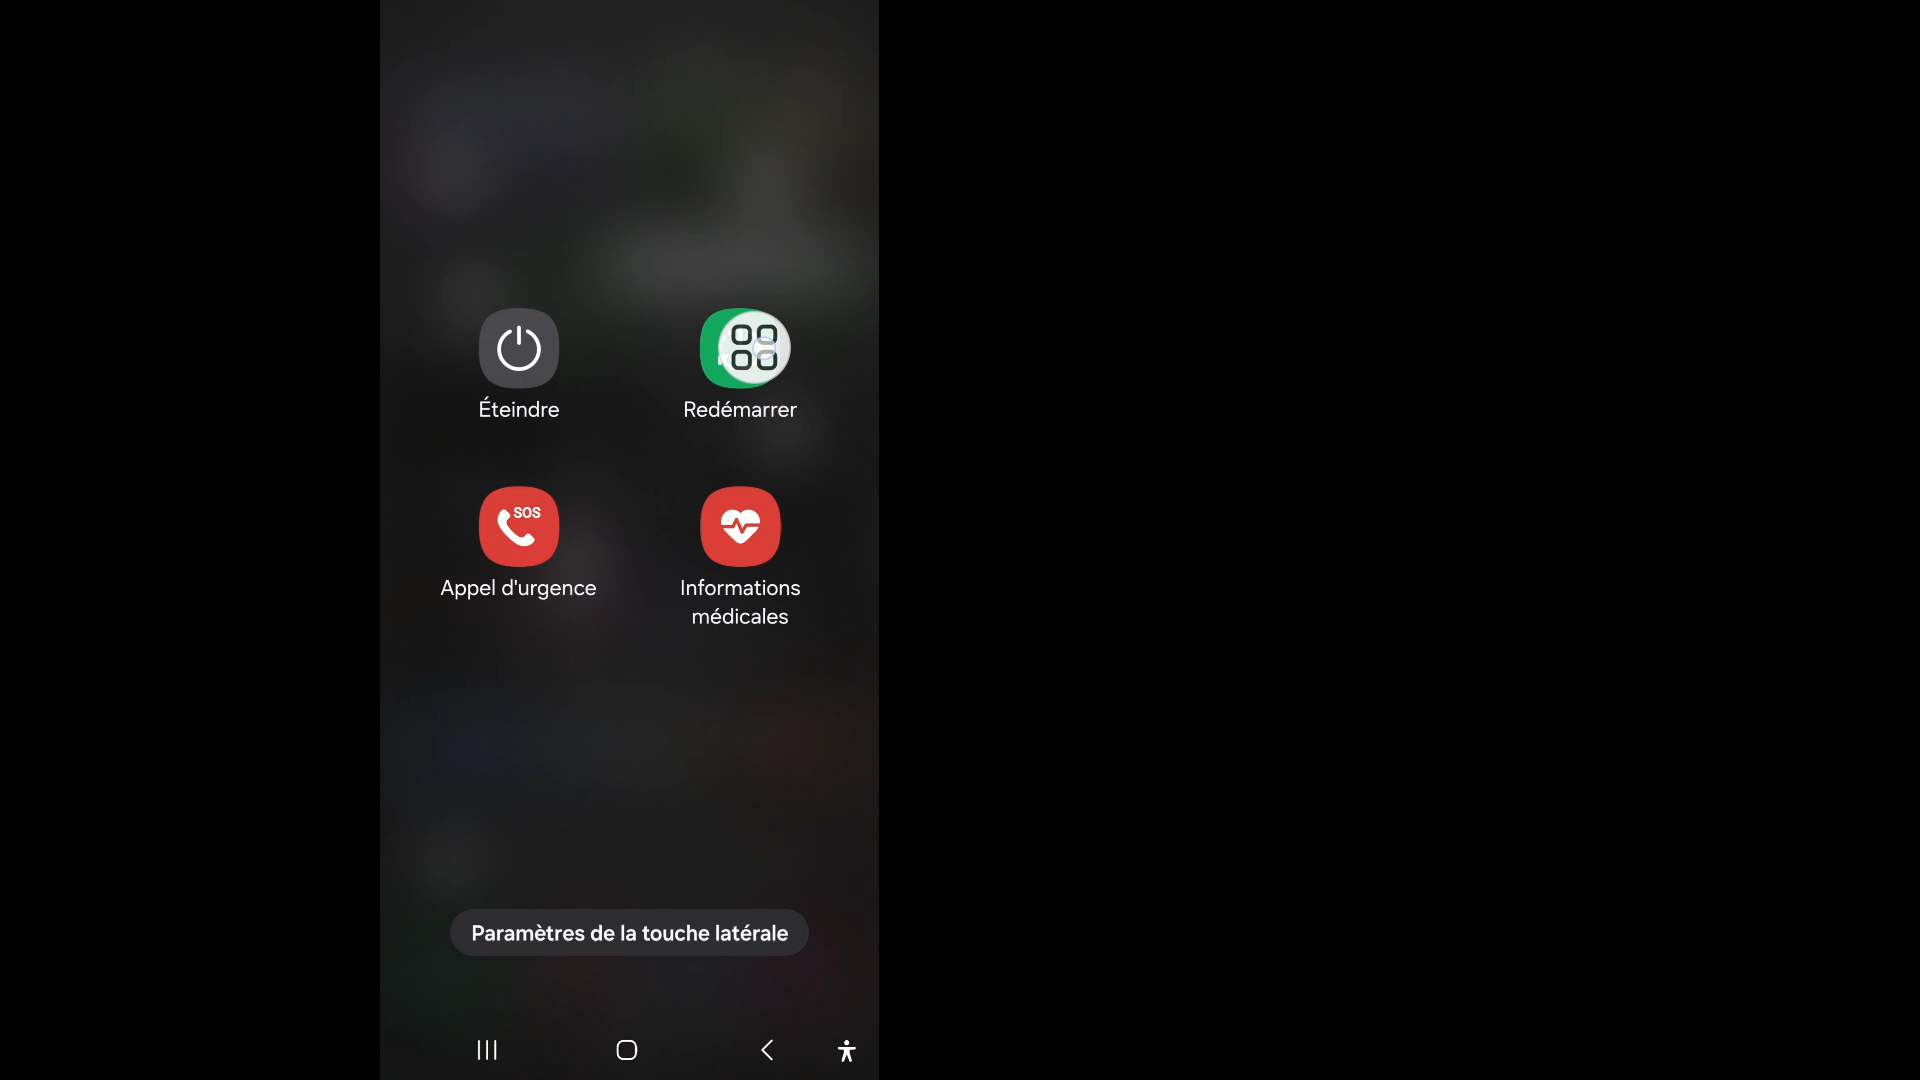 Éteindre
Redémarrer
SOS
Appel d'urgence
Informations
médicales
Paramètres de la touche latérale